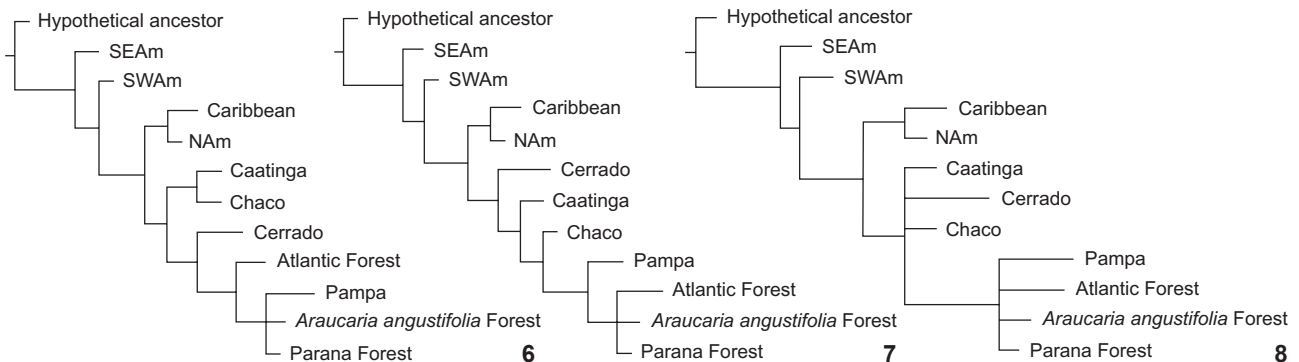 Hypothetical ancestor
SEAm
SWAm
Caribbean
NAm
Caatinga
Chaco
Cerrado
Atlantic Forest
Pampa
Araucaria angustifolia Forest
Parana Forest
6
Hypothetical ancestor
SEAm
SWAm
Caribbean
NAm
Cerrado
Caatinga
Chaco
Pampa
Atlantic Forest
Araucaria angustifolia Forest
Parana Forest
7
Hypothetical ancestor
SEAm
SWAm
Caribbean
NAm
Caatinga
Cerrado
Chaco
Pampa
Atlantic Forest
Araucaria angustifolia Forest
Parana Forest
8